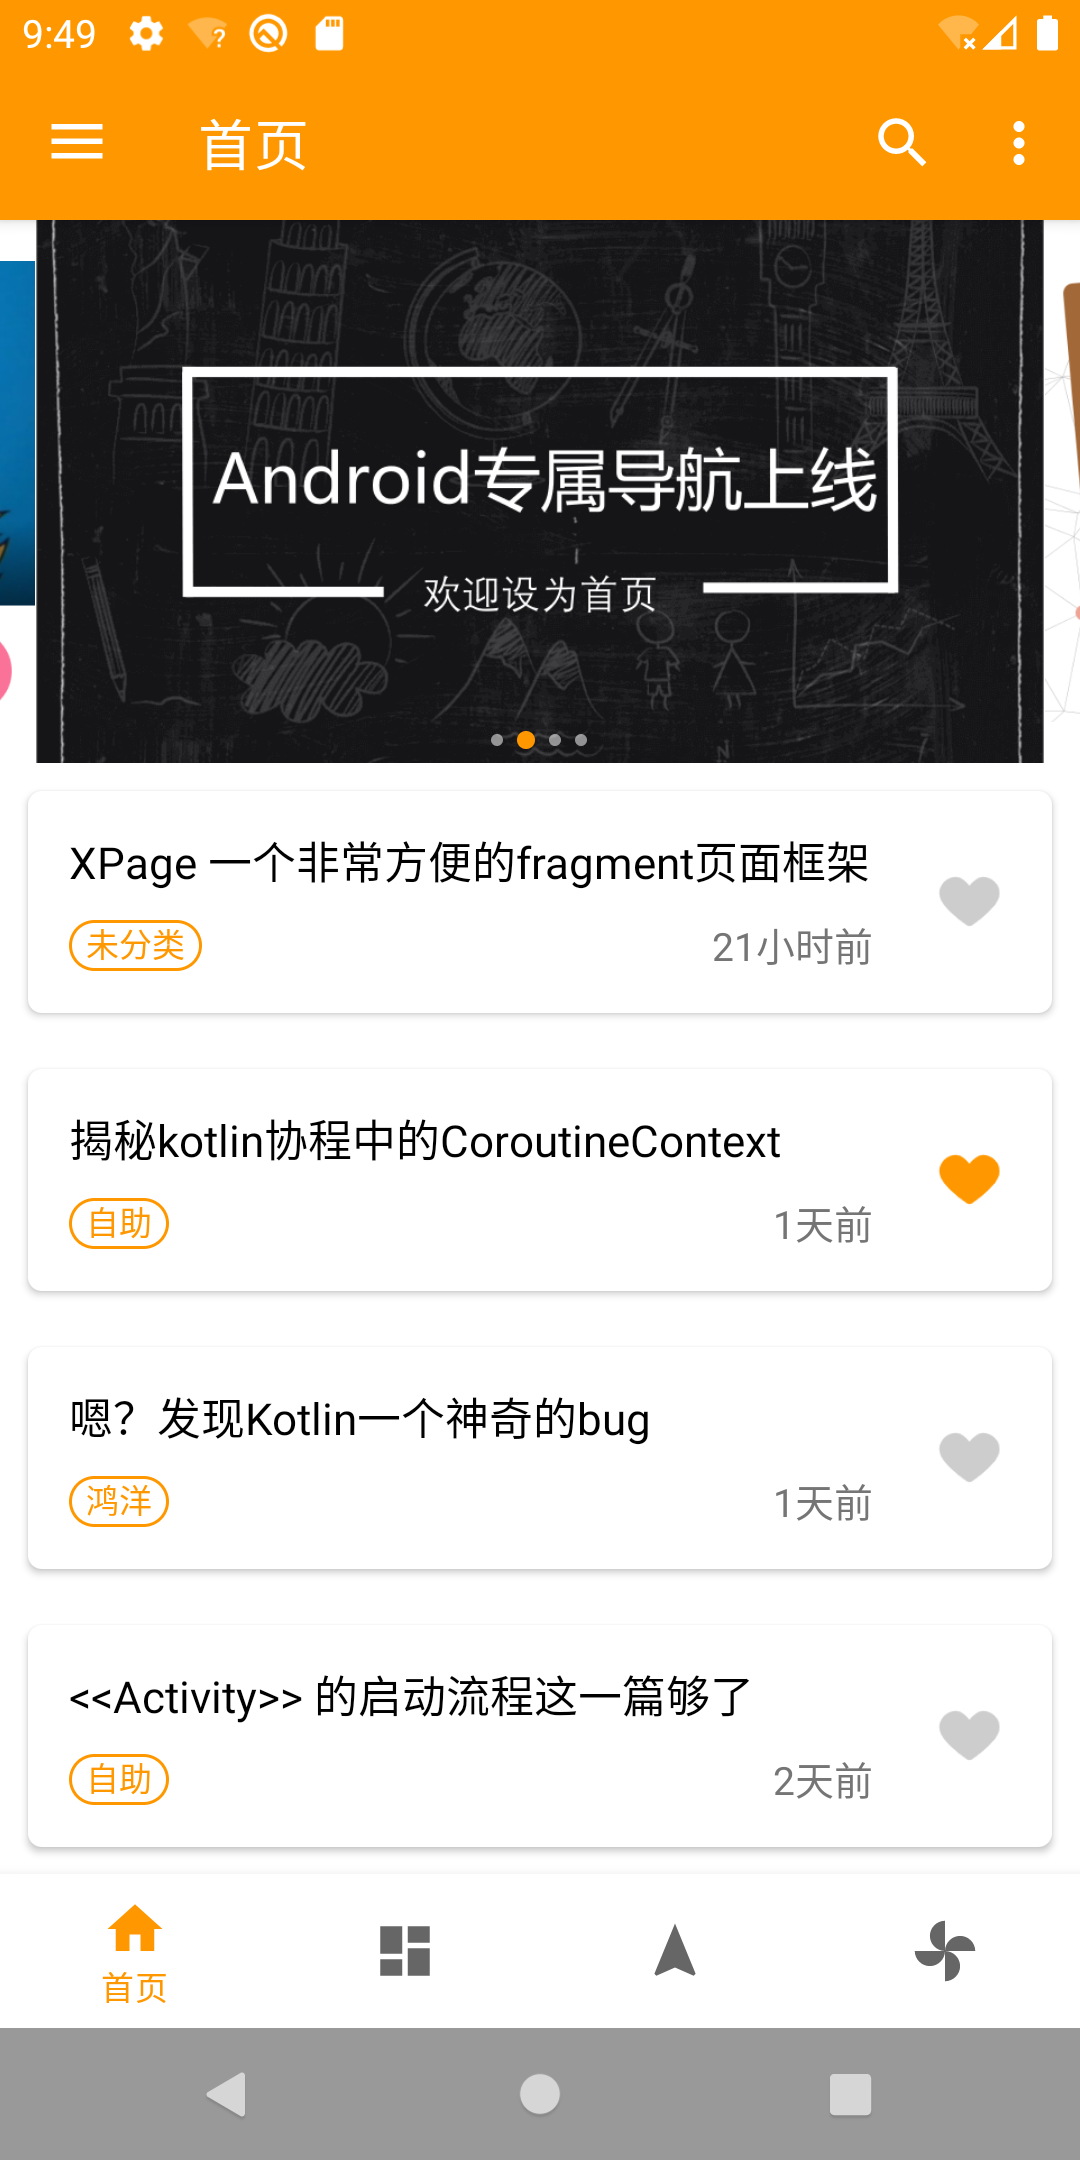 9:49
首页
Android专属导航上线
欢迎设为首页
XPage 一个非常方便的fragment页面框架
未分类
21小时前
揭秘kotlin协程中的CoroutineContext
自助
1天前
嗯？发现Kotlin一个神奇的bug
鸿洋
1天前
<<Activity>> 的启动流程这一篇够了
自助
2天前
首页